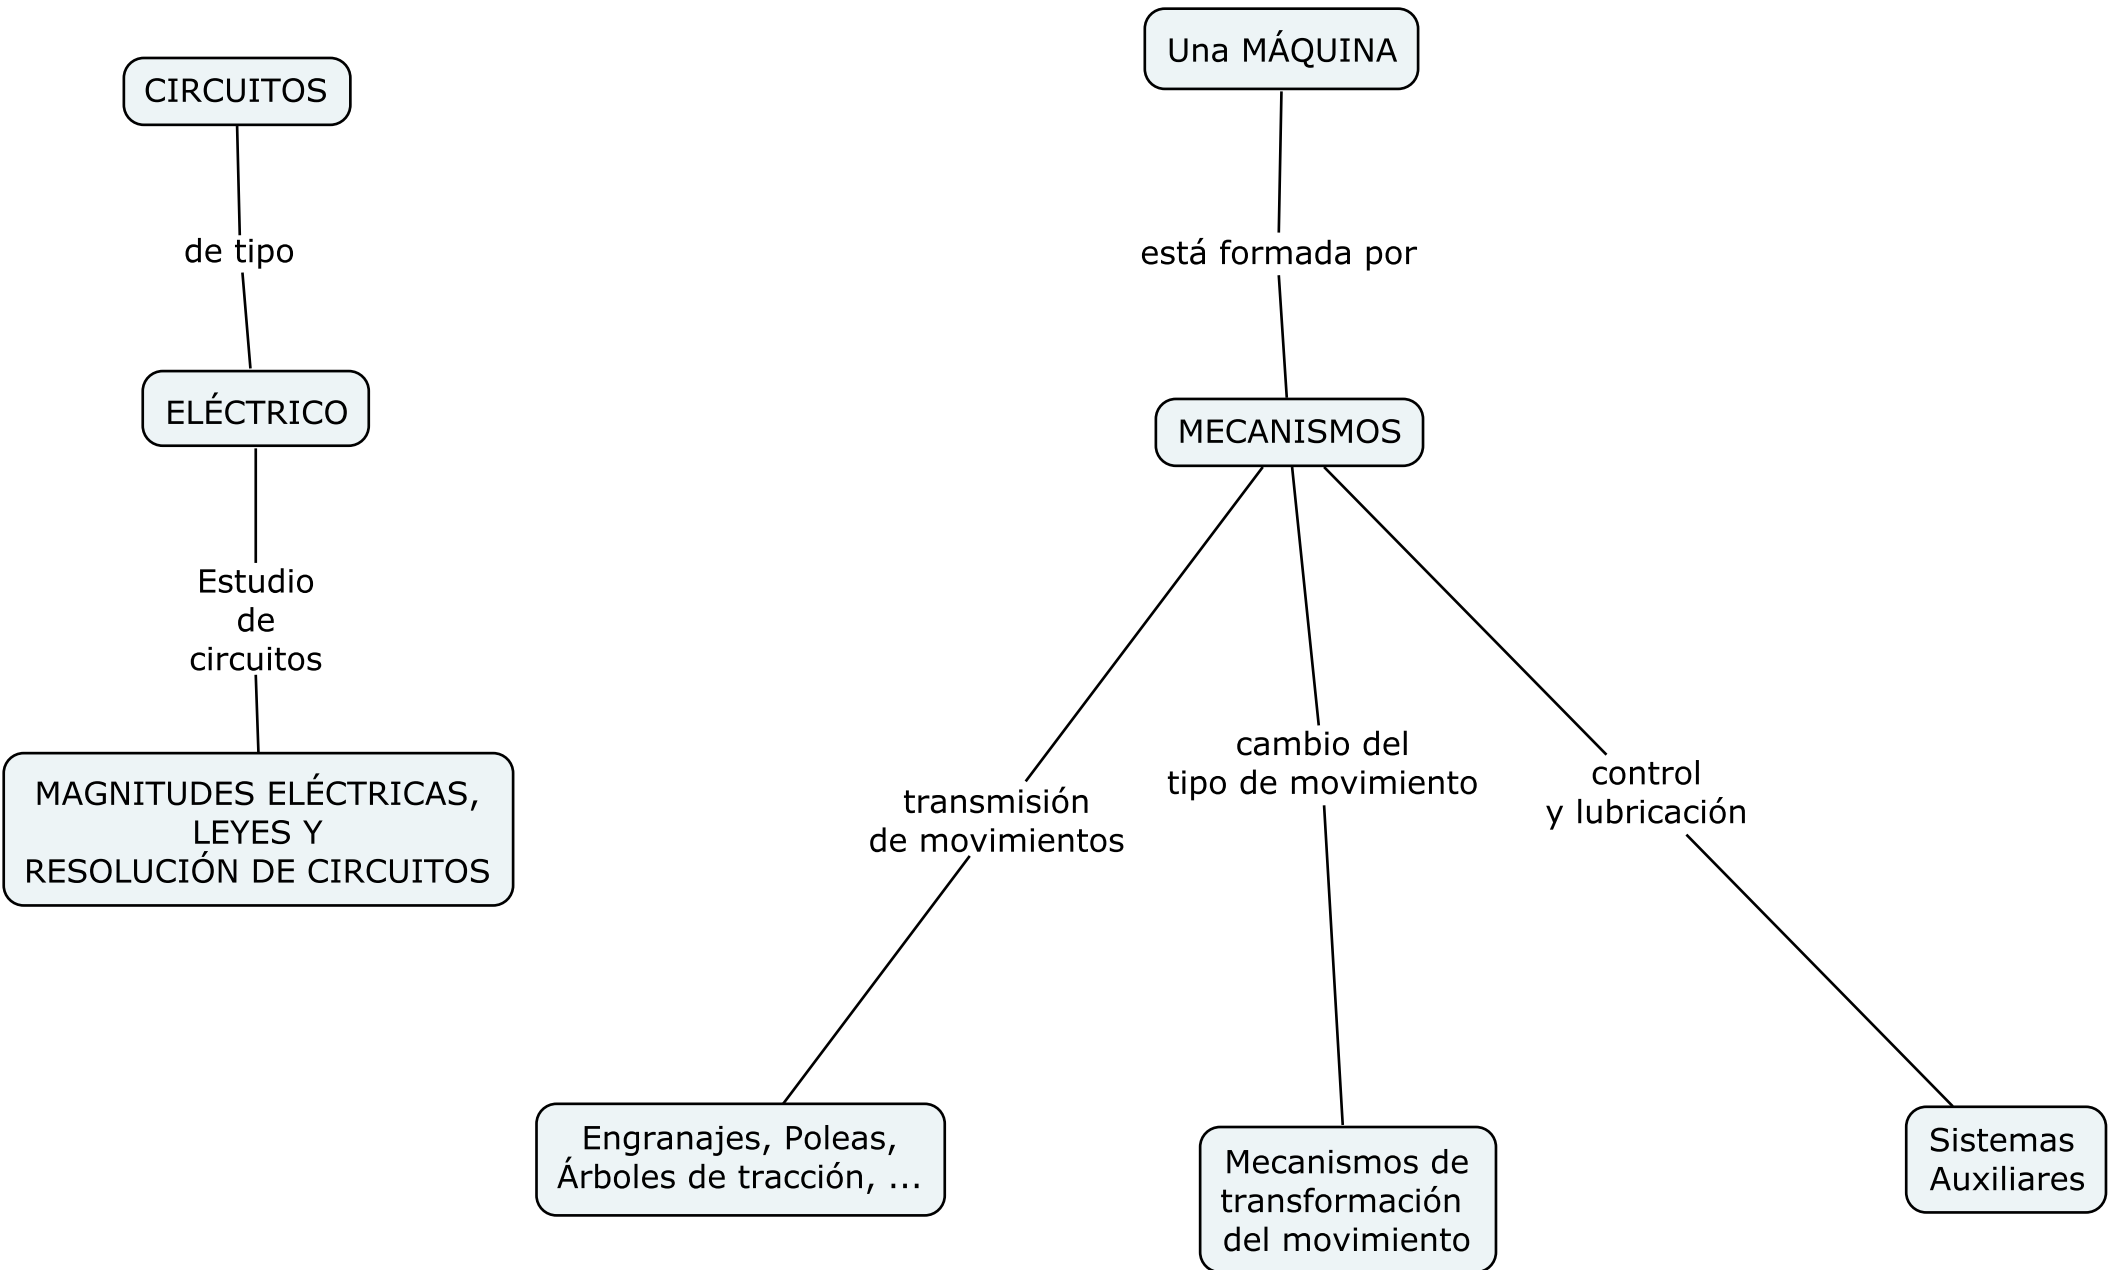 CIRCUITOS
de tipo
ELÉCTRICO
Estudio
de
circuitos
MAGNITUDES ELÉCTRICAS,
LEYES Y
RESOLUCIÓN DE CIRCUITOS
Una MÁQUINA
está formada por
MECANISMOS
transmisión
de movimientos
Engranajes, Poleas,
Árboles de tracción, ...
cambio del
tipo de movimiento
Mecanismos de
transformación
del movimiento
control
y lubricación
Sistemas
Auxiliares